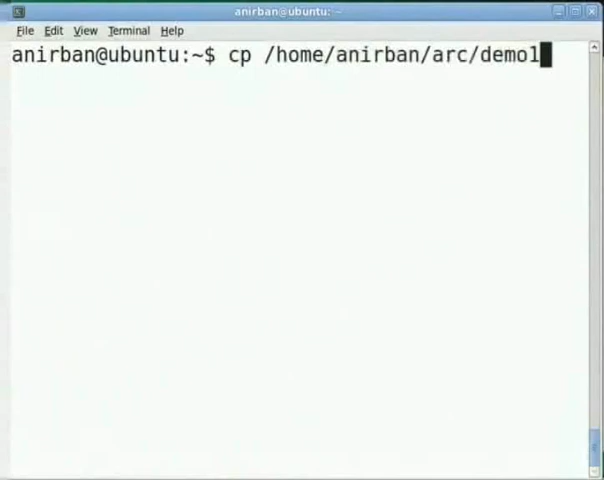 anirban@ubuntu: ~
File Edit View Terminal Help
anirban@ubuntu:~$ cp /home/anirban/arc/demo1